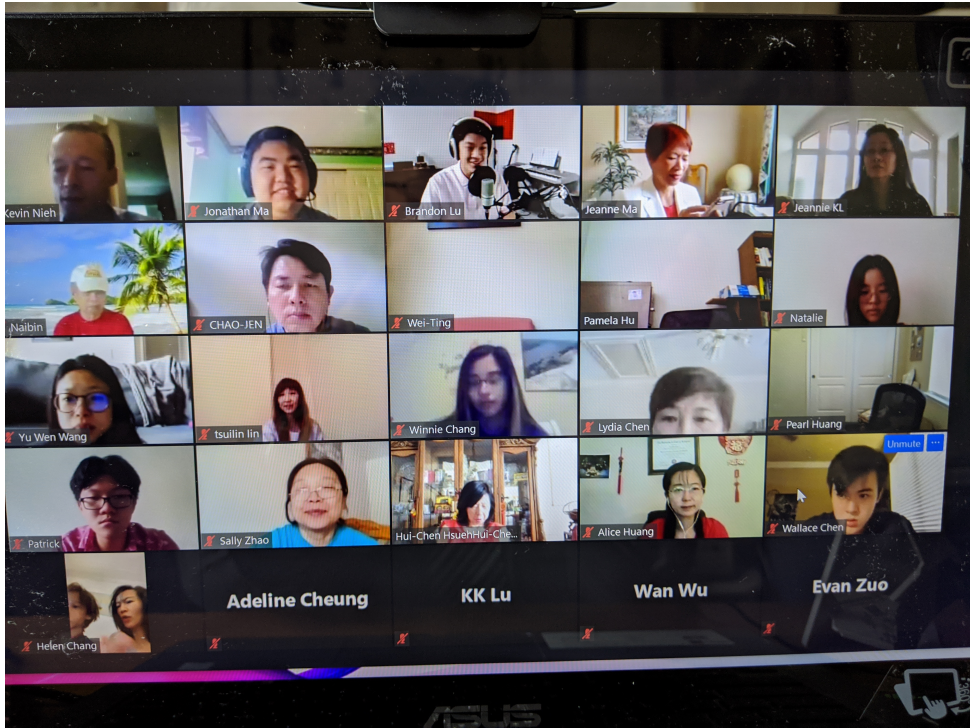 Kevin Nieh
Jonathan Ma
Brandon Lu
Jeanne Ma
Jeannie KL
Naibin
CHAO-JEN
Wei-Ting
Pamela Hu
Natalie
Yu Wen Wang
tsuilin lin
Winnie Chang
Lydia Chen
Pearl Huang
Unmute
Patrick
Sally Zhao
Hui-Chen HsuehHui-Che...
Alice Huang
Wallace Chen
Helen Chang
Adeline Cheung
KK Lu
Wan Wu
Evan Zuo
ASUS